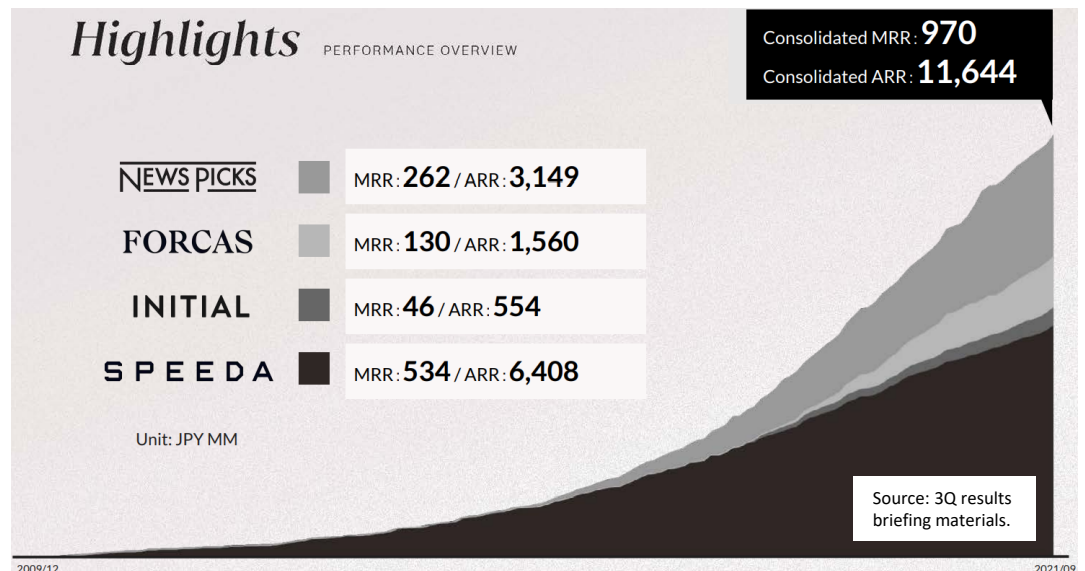 Highlights PERFORMANCE OVERVIEW
Consolidated MRR: 970
Consolidated ARR: 11,644
NEWS PICKS MRR: 262 / ARR: 3,149
FORCAS MRR: 130 / ARR: 1,560
INITIAL MRR: 46 / ARR: 554
SPEEDA MRR: 534 / ARR: 6,408
Unit: JPY MM
Source: 3Q results
briefing materials.
2009/12 2021/09